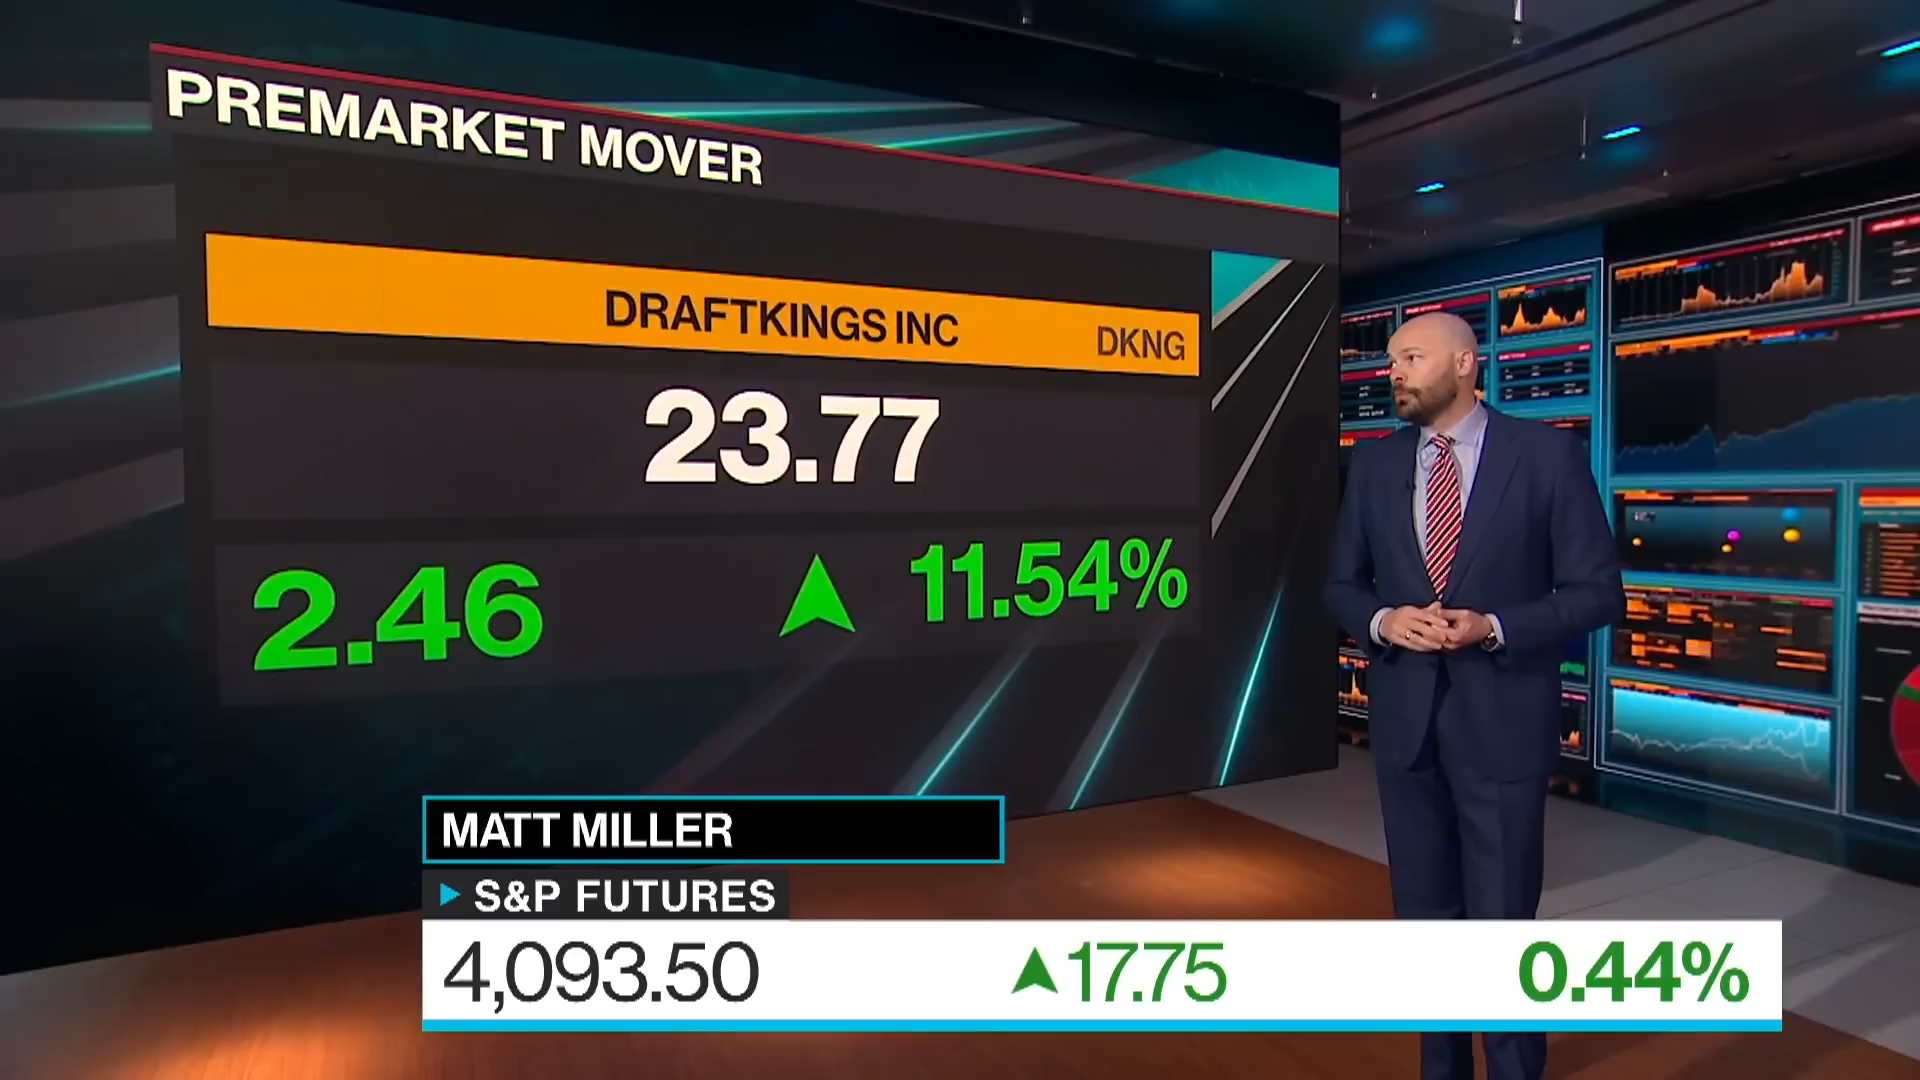 PREMARKET MOVER
DRAFTKINGS INC DKNG
23.77
2.46 ▲ 11.54%
MATT MILLER
S&P FUTURES
4,093.50 ▲17.75 0.44%